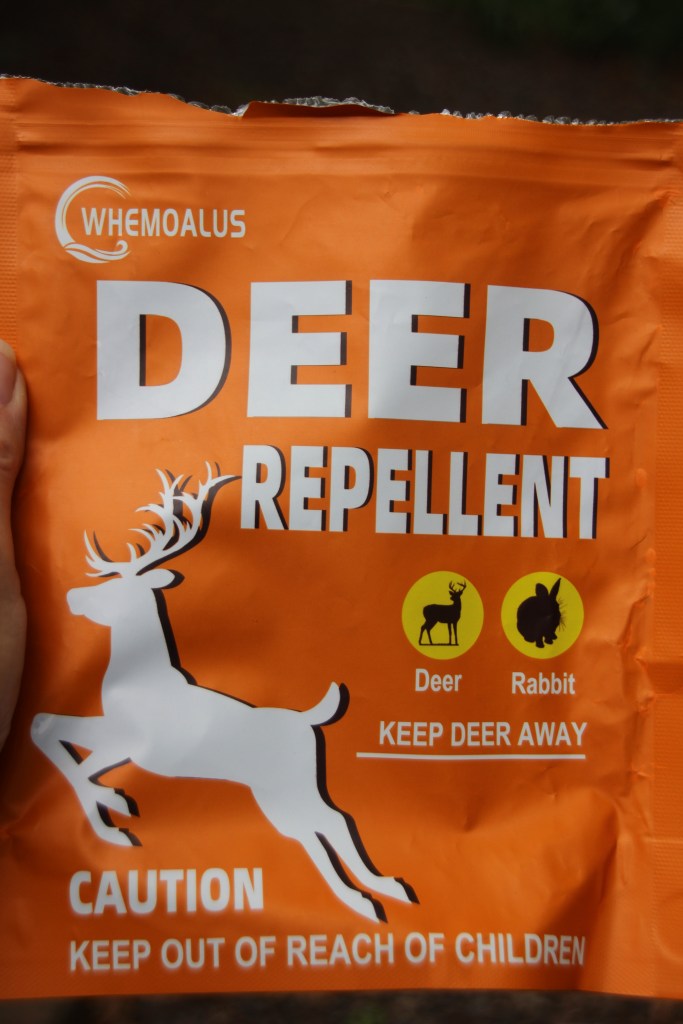 WHEMOALUS
DEER
REPELLENT
Deer Rabbit
KEEP DEER AWAY
CAUTION
KEEP OUT OF REACH OF CHILDREN